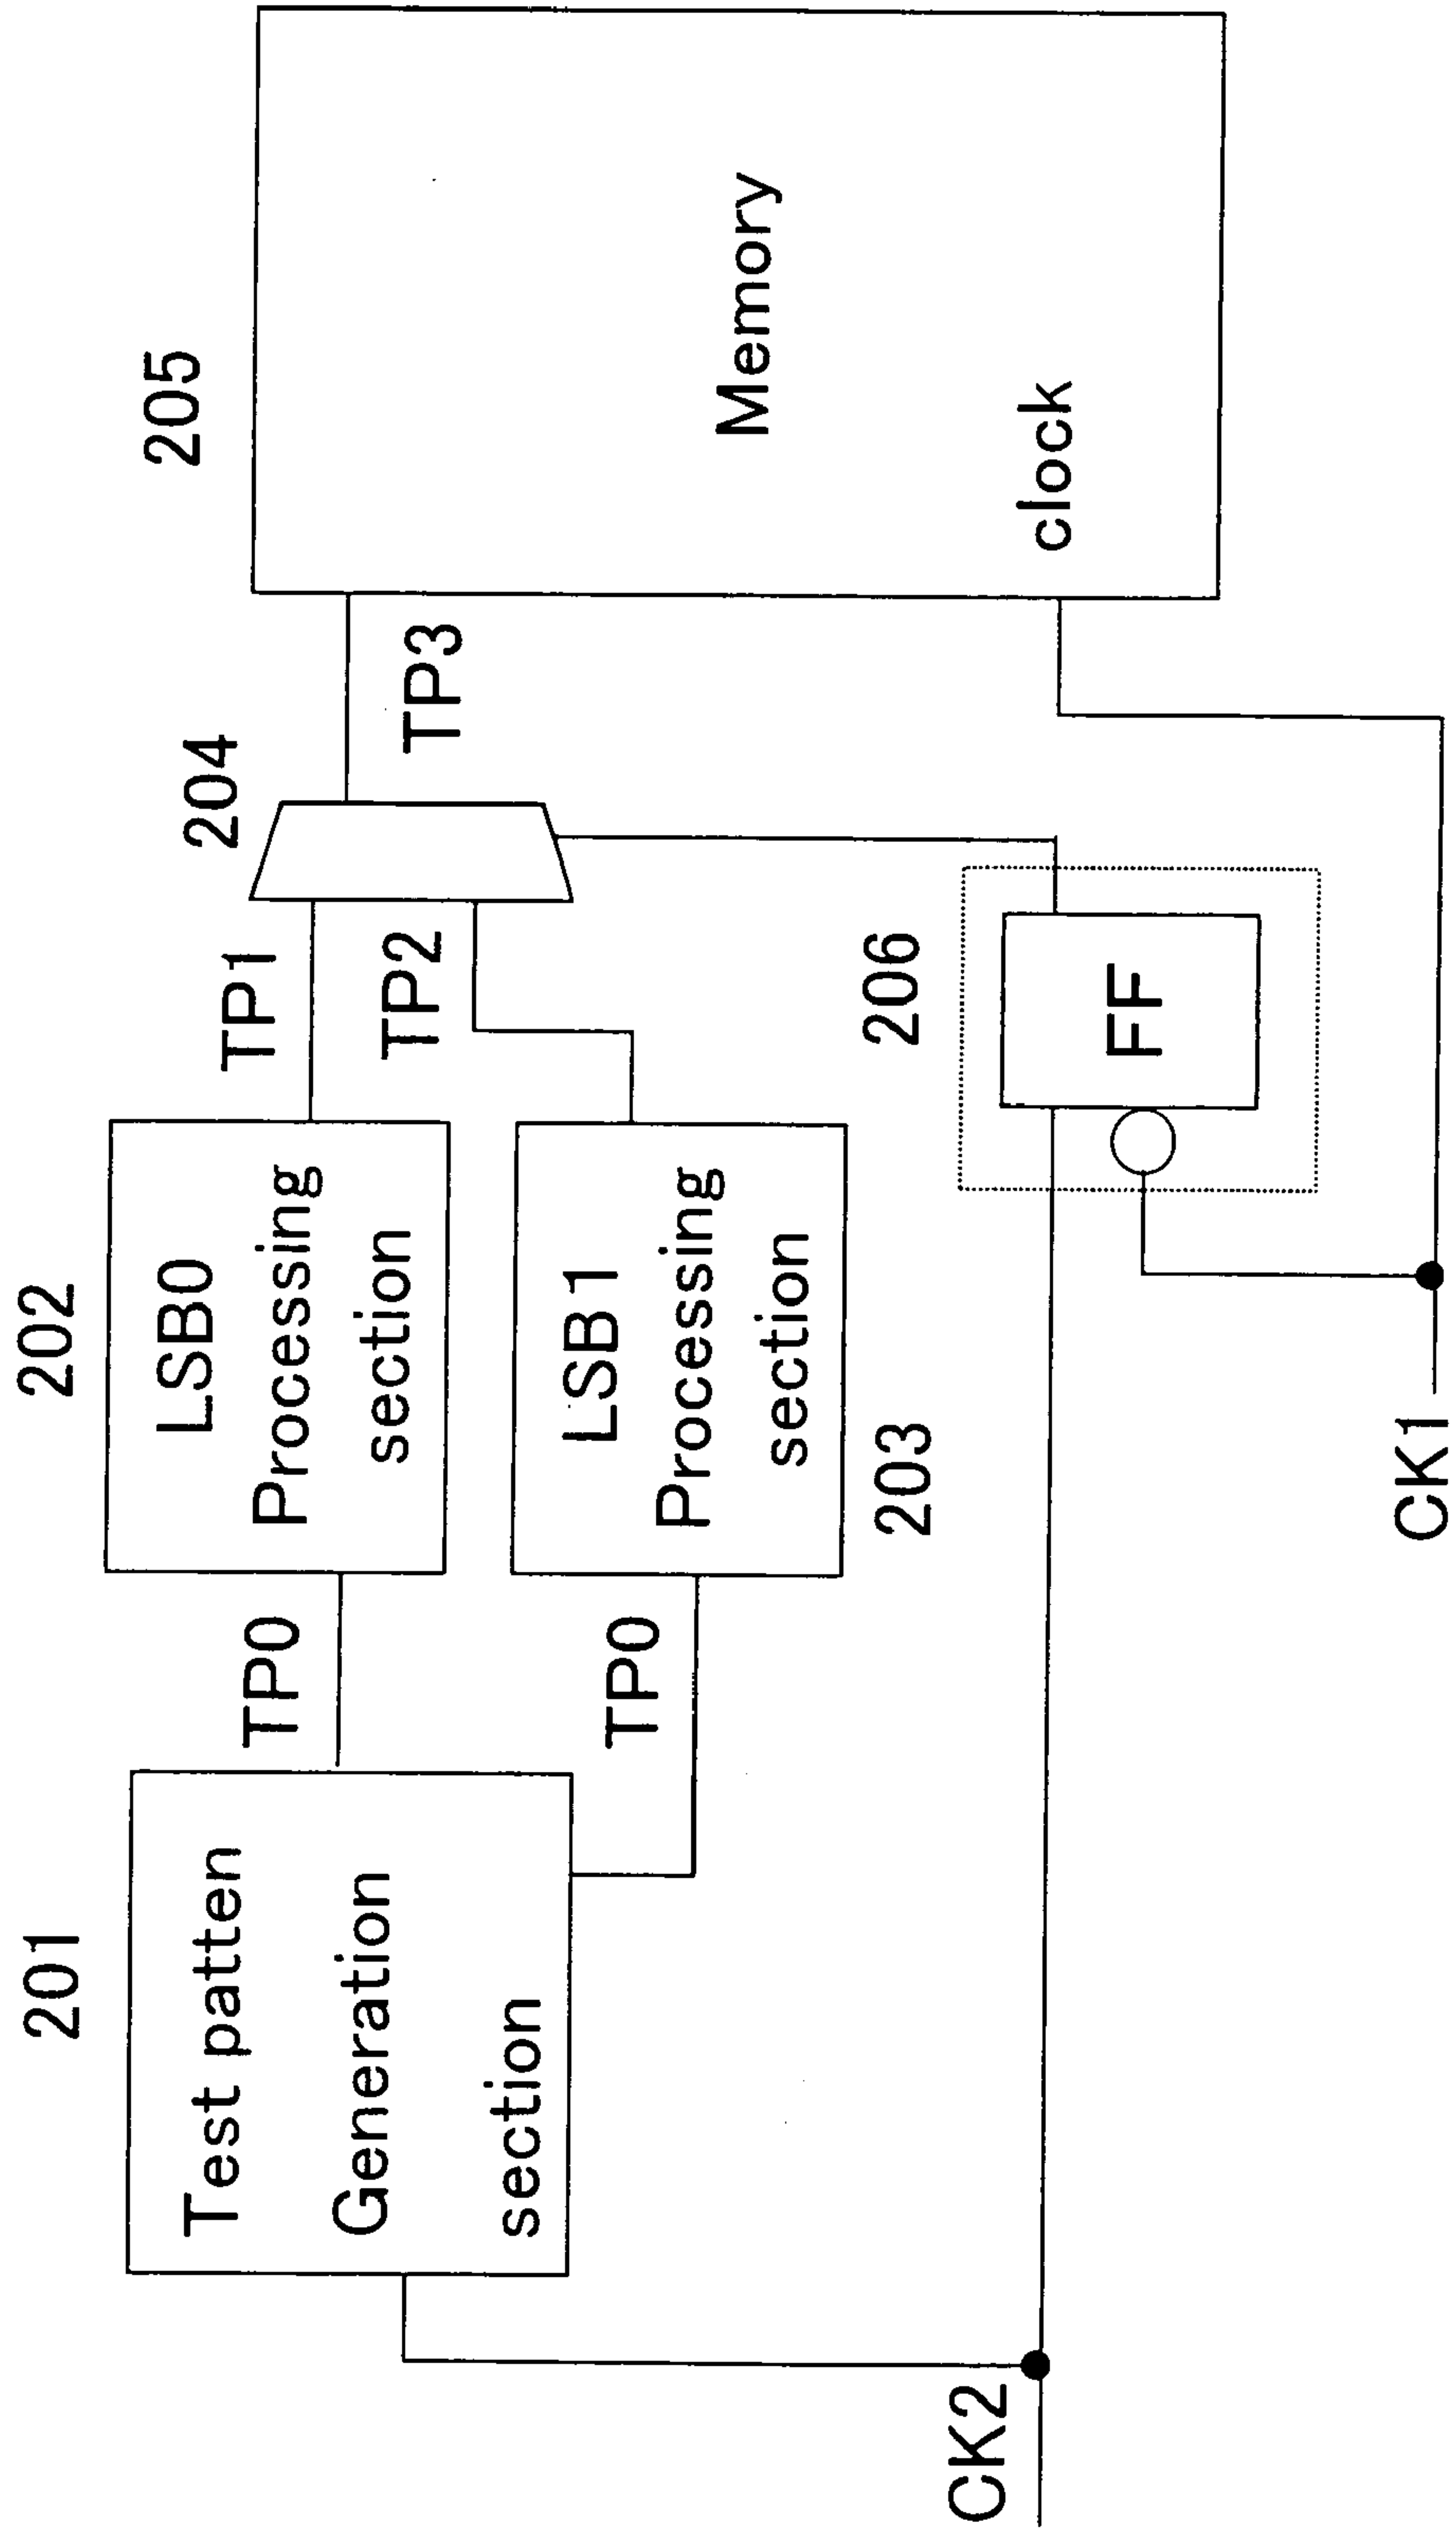 201
Test patten
Generation
section
TP0
TP0
202
LSB0
Processing
section
LSB1
Processing
section
203
TP1
TP2
204
TP3
205
Memory
clock
206
FF
CK2
CK1